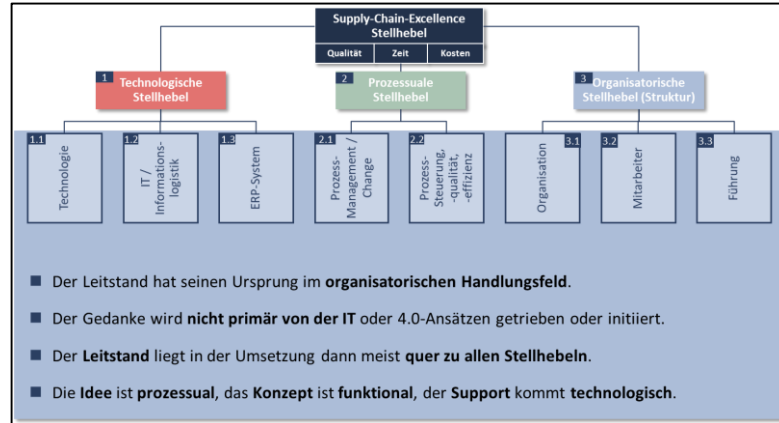 Supply-Chain-Excellence
Stellhebel
Qualität Zeit Kosten
1 Technologische
Stellhebel
2 Prozessuale
Stellhebel
3 Organisatorische
Stellhebel (Struktur)
1.1
Technologie
1.2
IT /
Informations-
logistik
1.3
ERP-System
2.1
Prozess-
Management /
Change
2.2
Prozess-
Steuerung,
-qualität,
-effizienz
3.1
Organisation
3.2
Mitarbeiter
3.3
Führung
Der Leitstand hat seinen Ursprung im organisatorischen Handlungsfeld.
Der Gedanke wird nicht primär von der IT oder 4.0-Ansätzen getrieben oder initiiert.
Der Leitstand liegt in der Umsetzung dann meist quer zu allen Stellhebeln.
Die Idee ist prozessual, das Konzept ist funktional, der Support kommt technologisch.